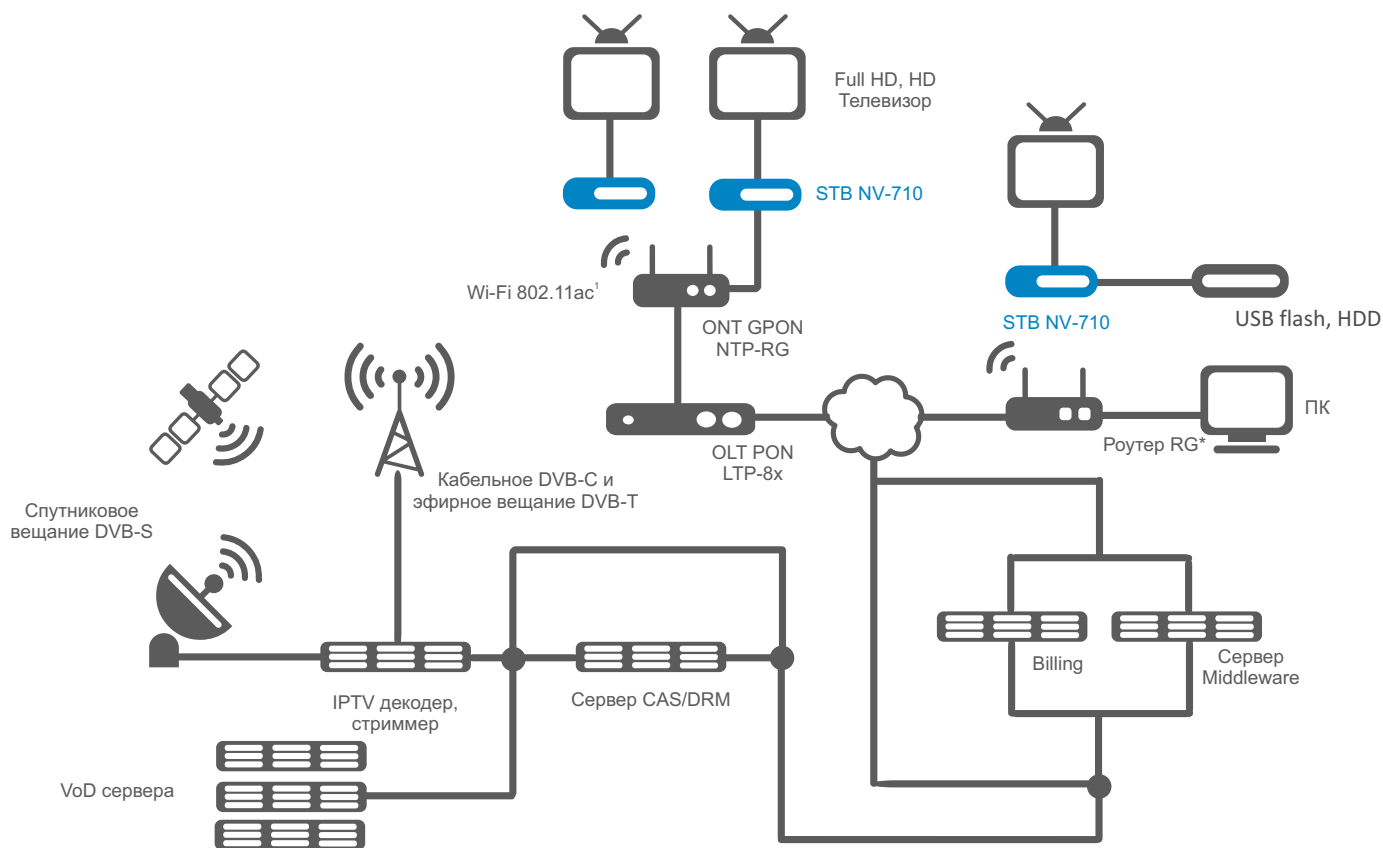 Full HD, HD
Телевизор
STB NV-710
Wi-Fi 802.11ac¹
ONT GPON
NTP-RG
STB NV-710
USB flash, HDD
ПК
Роутер RG*
OLT PON
LTP-8x
Кабельное DVB-C и
эфирное вещание DVB-T
Спутниковое
вещание DVB-S
IPTV декодер,
стриммер
Сервер CAS/DRM
Billing
Сервер
Middleware
VoD сервера